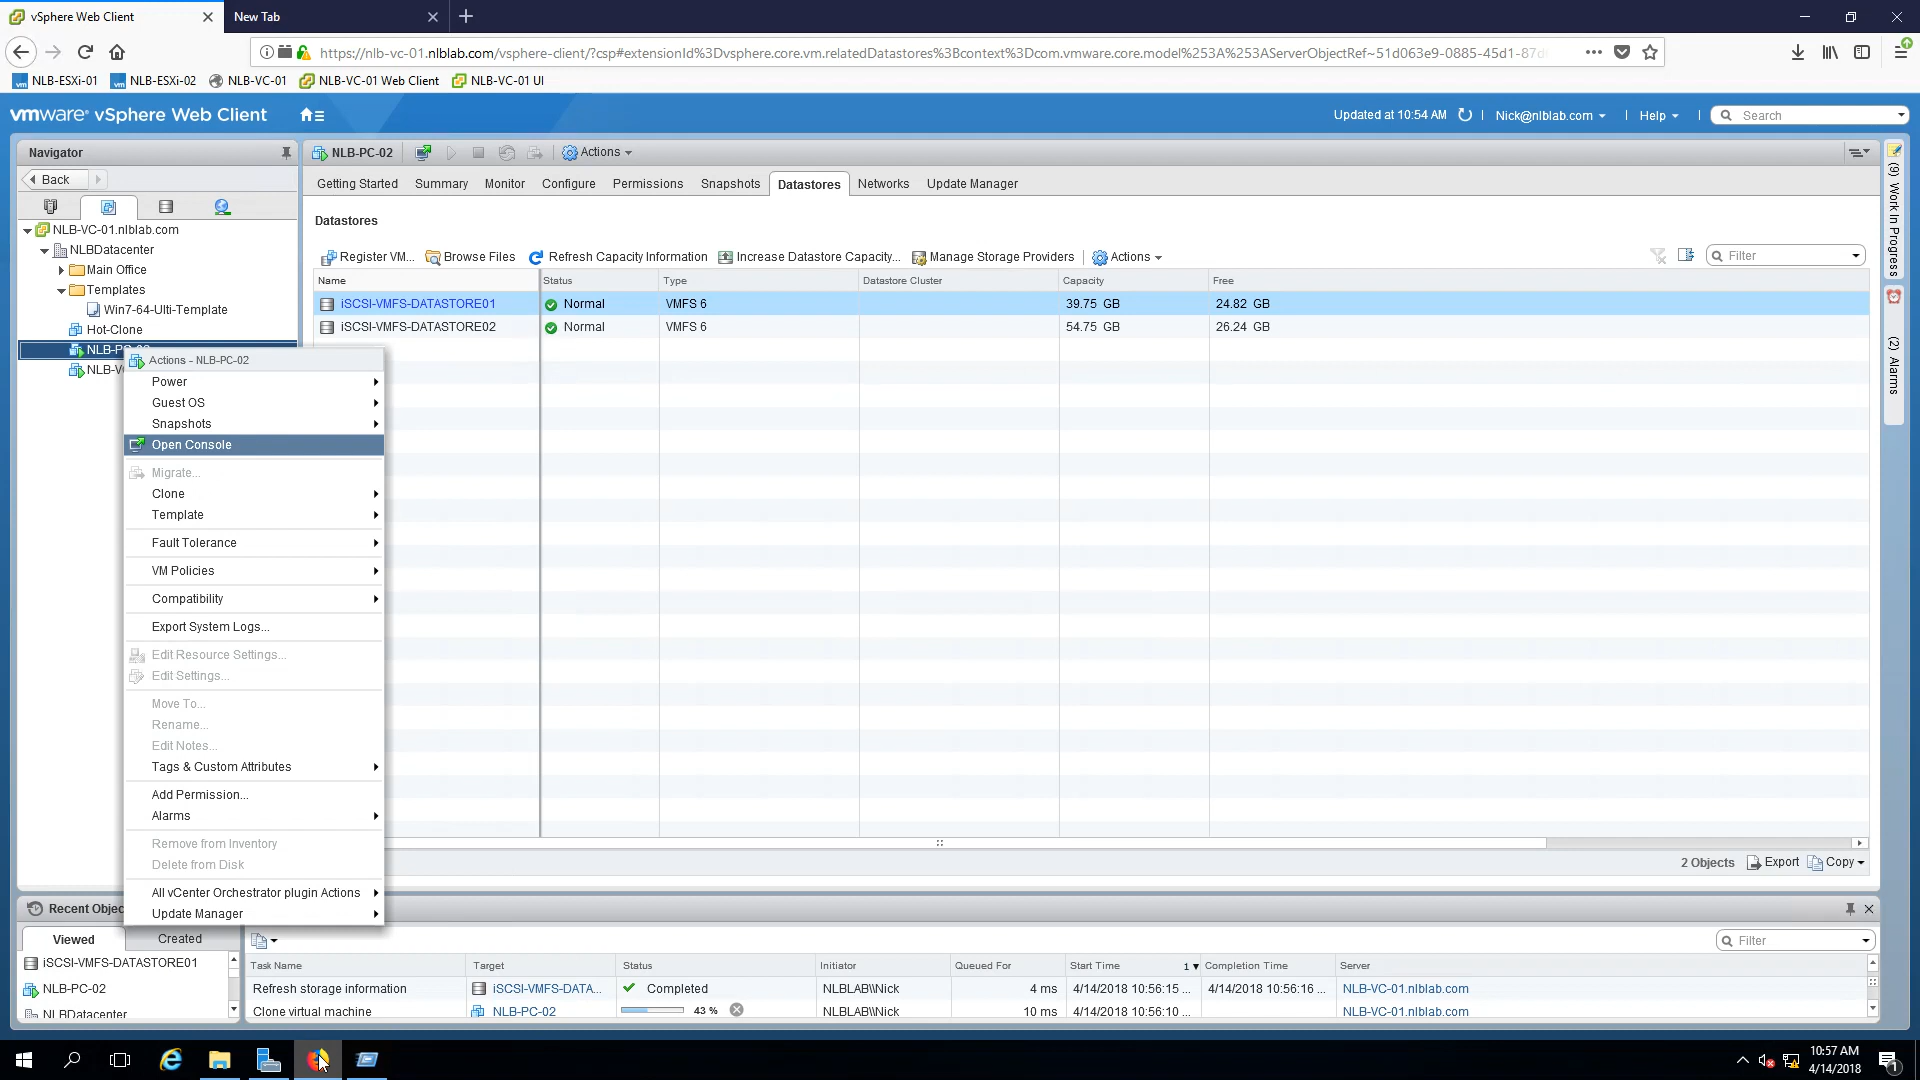 vSphere Web Client
New Tab
https://nlb-vc-01.nlblab.com/vsphere-client/?csp#extensionId%3Dvsphere.core.vm.relatedDatastores%3Bcontext%3Dcom.vmware.core.model%253A%253AServerObjectRef~51d063e9-0885-45d1-87d
NLB-ESXi-01 NLB-ESXi-02 NLB-VC-01 NLB-VC-01 Web Client NLB-VC-01 UI
vmware® vSphere Web Client
Updated at 10:54 AM
Nick@nlblab.com
Help
Search
Navigator
Back
NLB-VC-01.nlblab.com
NLBDatacenter
Main Office
Templates
Win7-64-Ulti-Template
Hot-Clone
NLB-PC-02
Actions - NLB-PC-02
Power
Guest OS
Snapshots
Open Console
Migrate...
Clone
Template
Fault Tolerance
VM Policies
Compatibility
Export System Logs...
Edit Resource Settings...
Edit Settings...
Move To...
Rename...
Edit Notes...
Tags & Custom Attributes
Add Permission...
Alarms
Remove from Inventory
Delete from Disk
All vCenter Orchestrator plugin Actions
Update Manager
NLB-PC-02
Actions
Getting Started Summary Monitor Configure Permissions Snapshots Datastores Networks Update Manager
Datastores
Register VM... Browse Files Refresh Capacity Information Increase Datastore Capacity... Manage Storage Providers Actions
Filter
Name Status Type Datastore Cluster Capacity Free
iSCSI-VMFS-DATASTORE01 Normal VMFS 6 39.75 GB 24.82 GB
iSCSI-VMFS-DATASTORE02 Normal VMFS 6 54.75 GB 26.24 GB
2 Objects Export Copy
(9) Work In Progress
(2) Alarms
Recent Objec
Viewed Created
iSCSI-VMFS-DATASTORE01
NLB-PC-02
NLBDatacenter
Filter
Task Name Target Status Initiator Queued For Start Time 1 Completion Time Server
Refresh storage information iSCSI-VMFS-DATA... Completed NLBLAB\\Nick 4 ms 4/14/2018 10:56:15 ... 4/14/2018 10:56:16 ... NLB-VC-01.nlblab.com
Clone virtual machine NLB-PC-02 43 % NLBLAB\\Nick 10 ms 4/14/2018 10:56:10 ... NLB-VC-01.nlblab.com
10:57 AM
4/14/2018
1